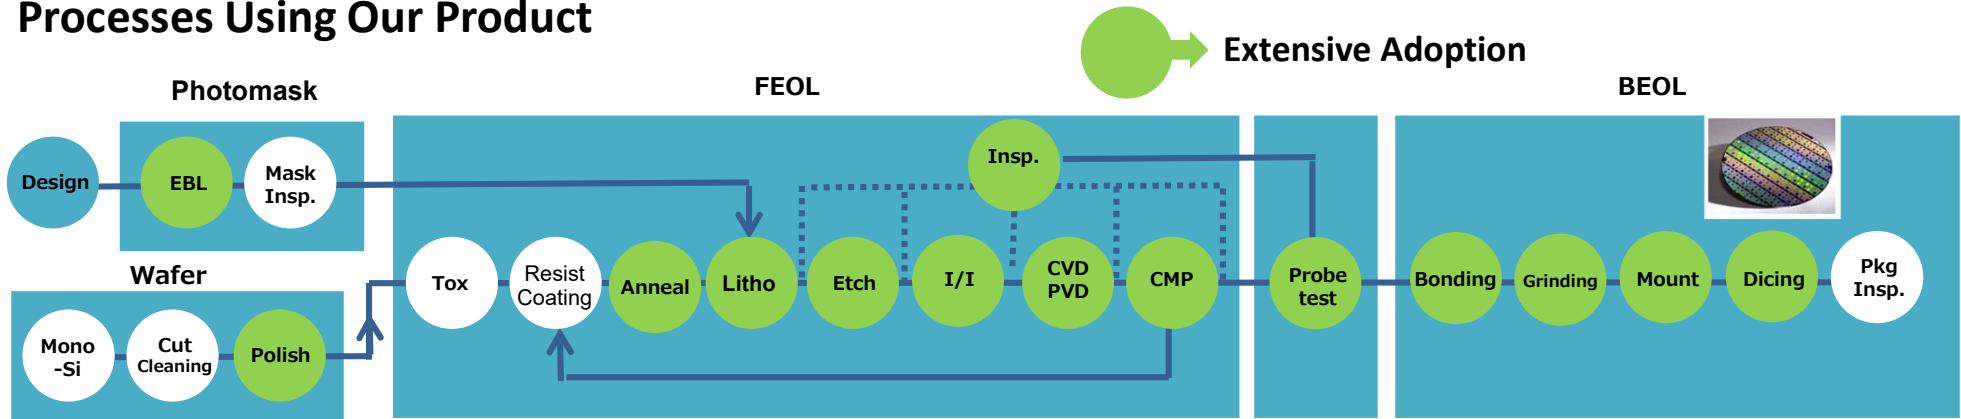 Processes Using Our Product
Extensive Adoption
Photomask
FEOL
BEOL
Design
EBL
Mask
Insp.
Insp.
Wafer
Tox
Resist
Coating
Anneal
Litho
Etch
I/I
CVD
PVD
CMP
Probe
test
Bonding
Grinding
Mount
Dicing
Pkg
Insp.
Mono
-Si
Cut
Cleaning
Polish